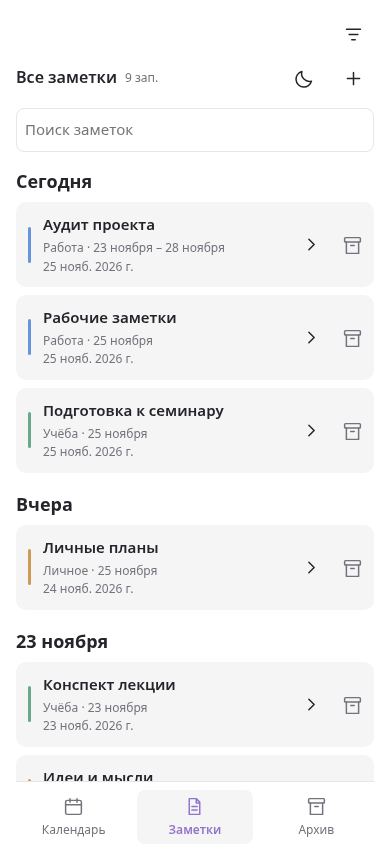 Все заметки 9 зап.
Поиск заметок
Сегодня
Аудит проекта
Работа · 23 ноября – 28 ноября
25 нояб. 2026 г.
Рабочие заметки
Работа · 25 ноября
25 нояб. 2026 г.
Подготовка к семинару
Учёба · 25 ноября
25 нояб. 2026 г.
Вчера
Личные планы
Личное · 25 ноября
24 нояб. 2026 г.
23 ноября
Конспект лекции
Учёба · 23 ноября
23 нояб. 2026 г.
Идеи и мысли
Календарь
Заметки
Архив